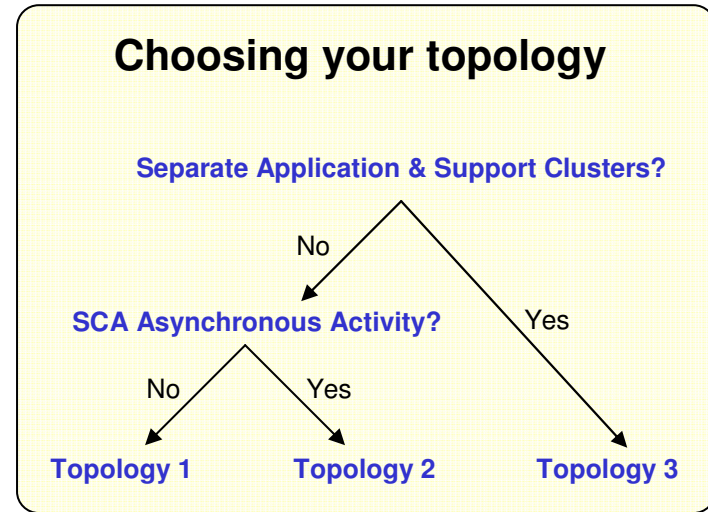 Choosing your topology
Separate Application & Support Clusters?
No
Yes
SCA Asynchronous Activity?
No
Yes
Topology 1
Topology 2
Topology 3